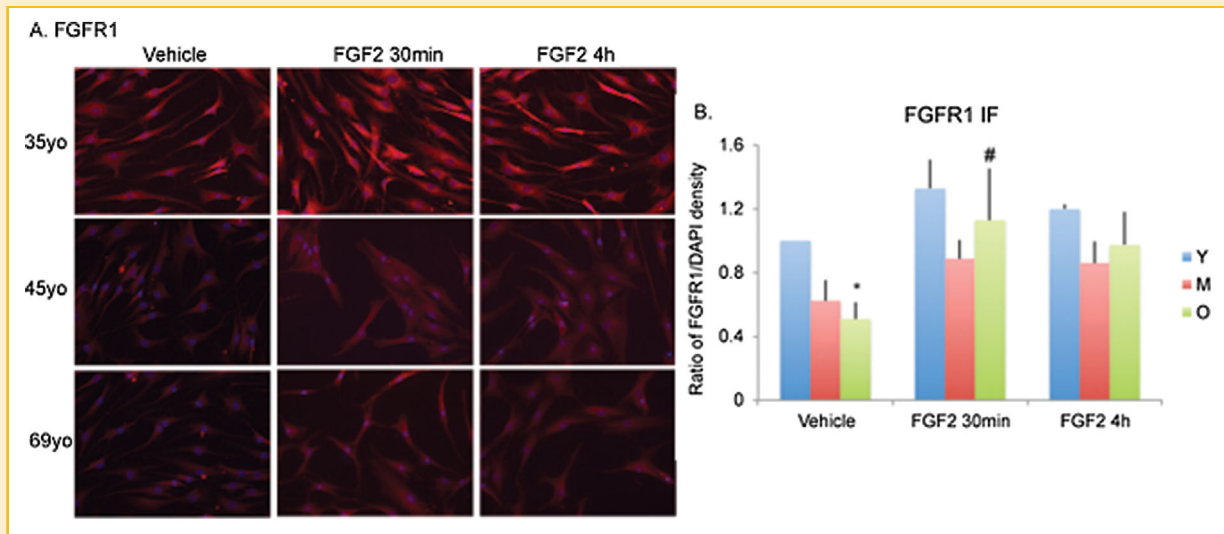 A. FGFR1
Vehicle FGF2 30min FGF2 4h
35yo
45yo
69yo
B.
FGFR1 IF
Ratio of FGFR1/DAPI density
1.6
1.2
0.8
0.4
0
*
#
Vehicle FGF2 30min FGF2 4h
Y
M
O